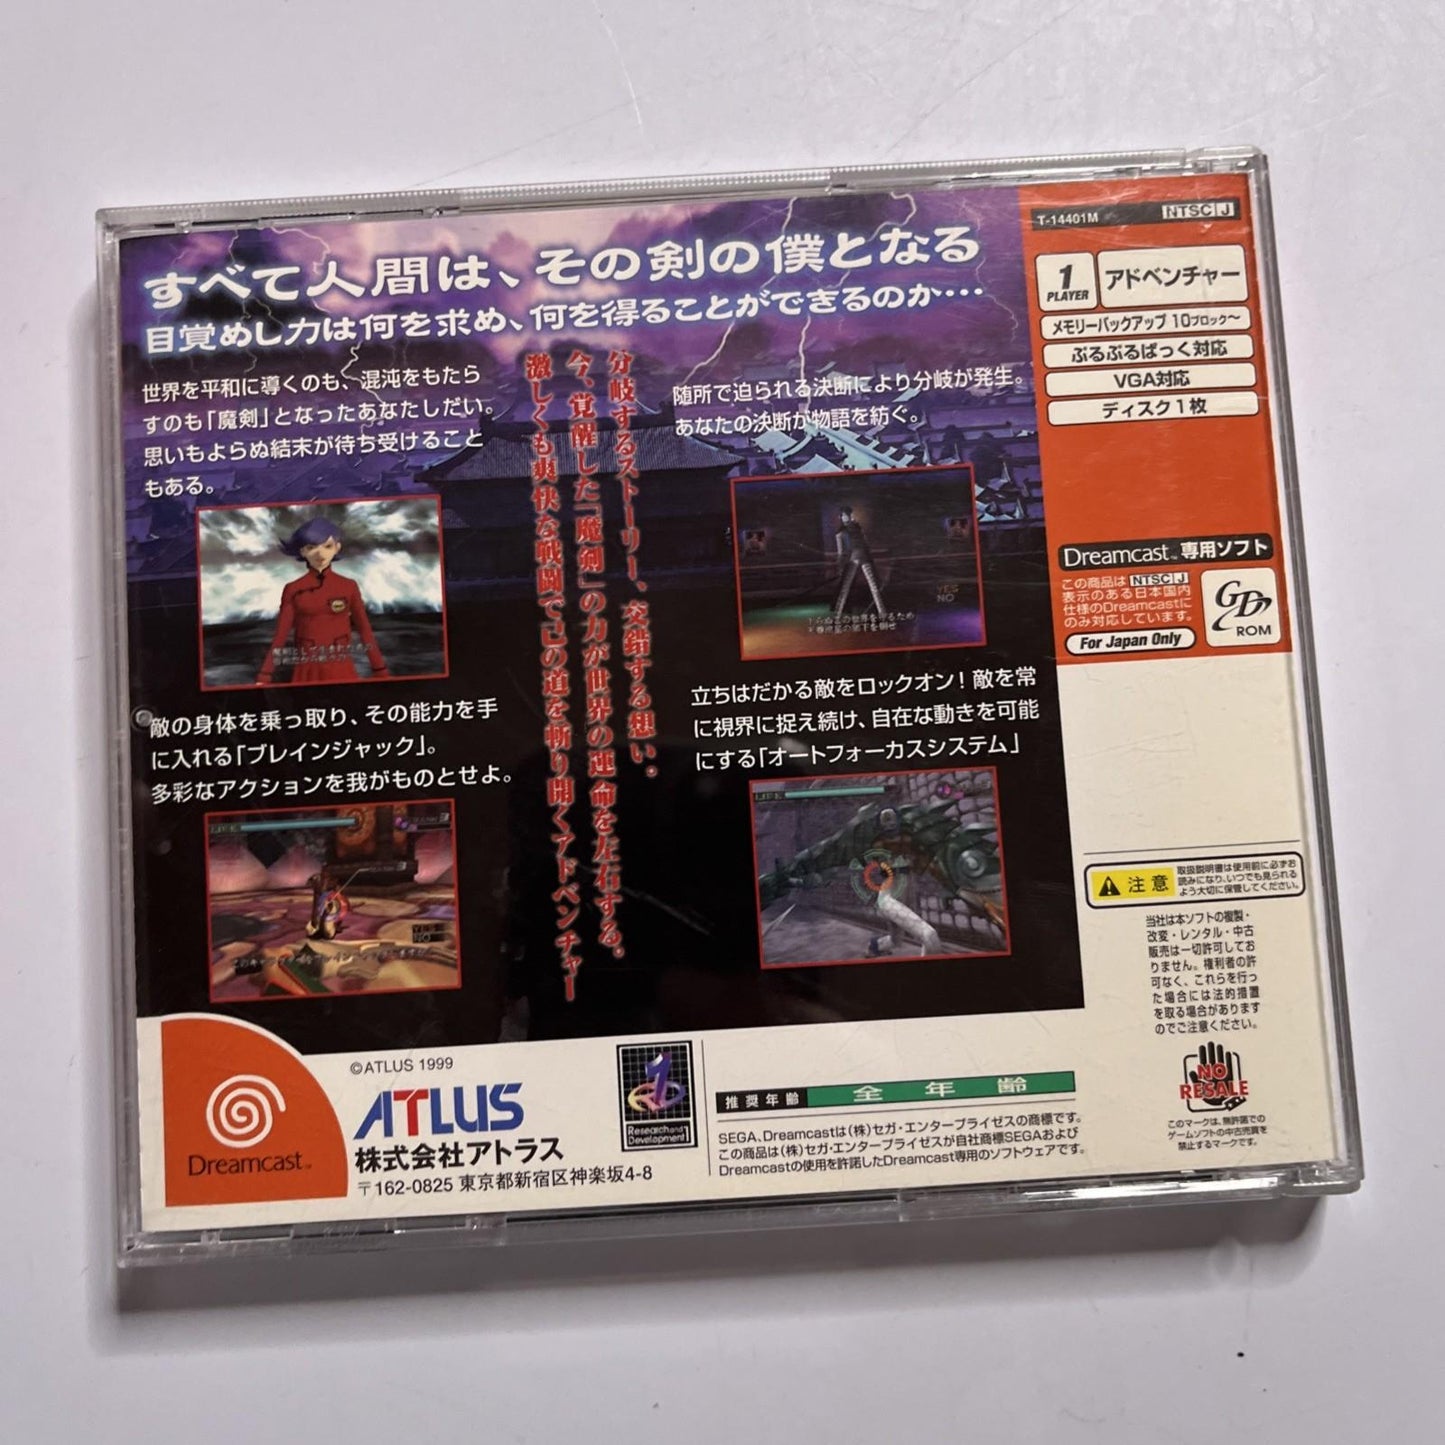 すべて人間は、その剣の僕となる
目覚めし力は何を求め、何を得ることができるのか…
世界を平和に導くのも、混沌をもたら
すのも「魔剣」となったあなたしだい。
思いもよらぬ結末が待ち受けること
もある。
敵の身体を乗っ取り、その能力を手
に入れる「ブレインジャック」。
多彩なアクションを我がものとせよ。
LIFE
YES
NO
分岐するストーリー、交錯する想い。
今、覚醒した「魔剣」の力が世界の運命を左右する。
激しくも爽快な戦闘で己の道を斬り開くアドベンチャー
随所で迫られる決断により分岐が発生。
あなたの決断が物語を紡ぐ。
YES
NO
立ちはだかる敵をロックオン!敵を常
に視界に捉え続け、自在な動きを可能
にする「オートフォーカスシステム」
LIFE
T-14401M
NTSC J
1
PLAYER
アドベンチャー
メモリーバックアップ 10ブロック〜
ぷるぷるぱっく対応
VGA対応
ディスク1枚
Dreamcast™専用ソフト
この商品は NTSC J
表示のある日本国内
仕様のDreamcastに
のみ対応しています。
For Japan Only
GD
ROM
注意
取扱説明書は使用前に必ずお
読みになり、いつでも見られる
よう大切に保管してください。
当社は本ソフトの複製・
改変・レンタル・中古
販売は一切許可してお
りません。権利者の許
可なく、これらを行っ
た場合には法的措置
を取る場合があります
のでご注意ください。
NO
RESALE
このマークは、無許諾での
ゲームソフトの中古売買を
禁止するマークです。
Dreamcast™
©ATLUS 1999
ATLUS
株式会社アトラス
〒162-0825 東京都新宿区神楽坂4-8
1
Research and
Development1
推奨年齢
全年齢
SEGA、Dreamcastは(株)セガ・エンタープライゼスの商標です。
この商品は(株)セガ・エンタープライゼスが自社商標SEGAおよび
Dreamcastの使用を許諾したDreamcast専用のソフトウェアです。